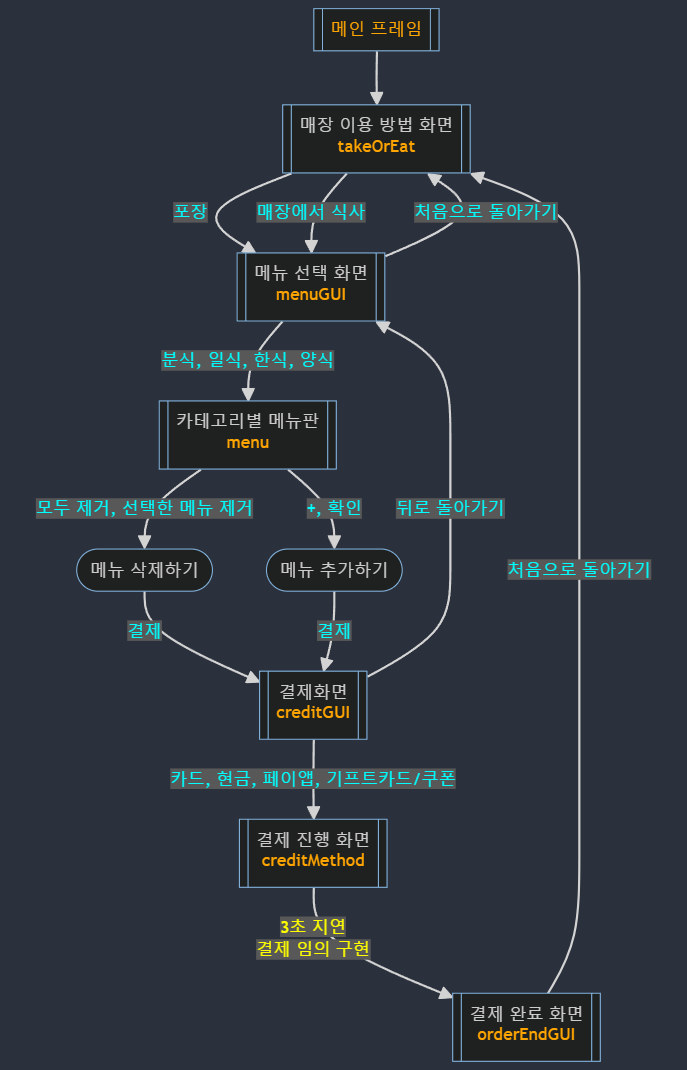 메인 프레임
매장 이용 방법 화면
takeOrEat
포장
매장에서 식사
처음으로 돌아가기
메뉴 선택 화면
menuGUI
분식, 일식, 한식, 양식
카테고리별 메뉴판
menu
모두 제거, 선택한 메뉴 제거
+, 확인
뒤로 돌아가기
메뉴 삭제하기
메뉴 추가하기
처음으로 돌아가기
결제
결제
결제화면
creditGUI
카드, 현금, 페이앱, 기프트카드/쿠폰
결제 진행 화면
creditMethod
3초 지연
결제 임의 구현
결제 완료 화면
orderEndGUI